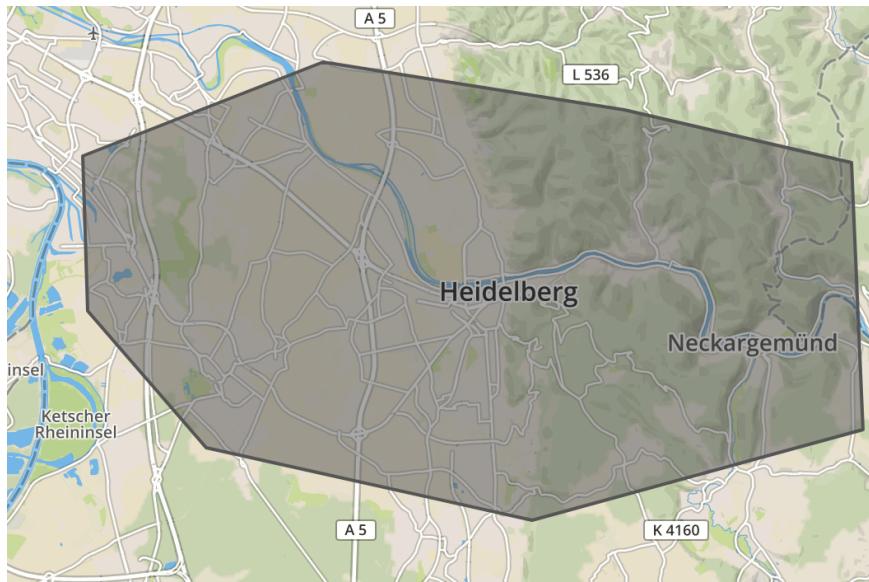 A 5
L 536
Heidelberg
Neckargemünd
insel
Ketscher
Rheininsel
A 5
K 4160